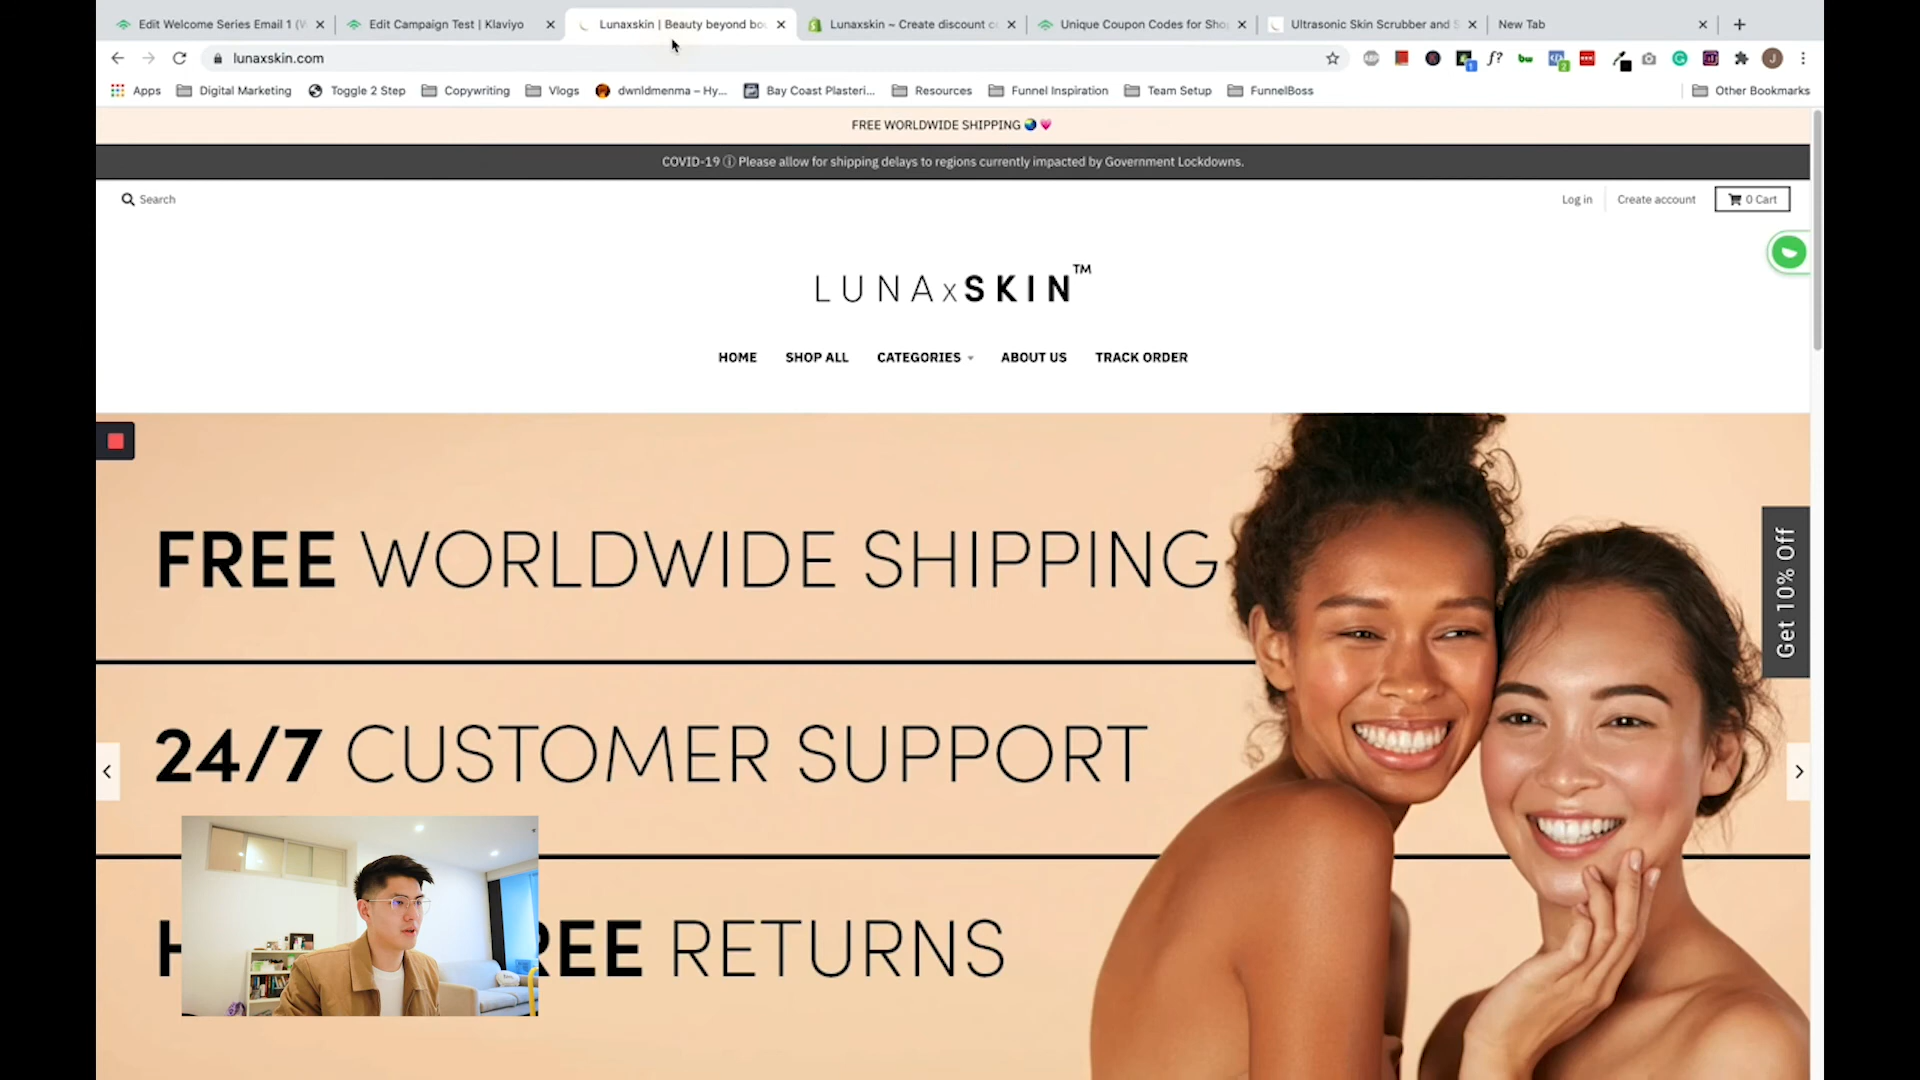 Edit Welcome Series Email 1 (W
Edit Campaign Test | Klaviyo
Lunaxskin | Beauty beyond bou
Lunaxskin ~ Create discount co
Unique Coupon Codes for Shop
Ultrasonic Skin Scrubber and S
New Tab
lunaxskin.com
Apps
Digital Marketing
Toggle 2 Step
Copywriting
Vlogs
dwnldmenma – Hy...
Bay Coast Plasteri...
Resources
Funnel Inspiration
Team Setup
FunnelBoss
Other Bookmarks
FREE WORLDWIDE SHIPPING 🌏 💗
COVID-19 ⓘ Please allow for shipping delays to regions currently impacted by Government Lockdowns.
Search
Log in
Create account
0 Cart
LUNAxSKIN™
HOME SHOP ALL CATEGORIES ABOUT US TRACK ORDER
FREE WORLDWIDE SHIPPING
24/7 CUSTOMER SUPPORT
REE RETURNS
Get 10% Off